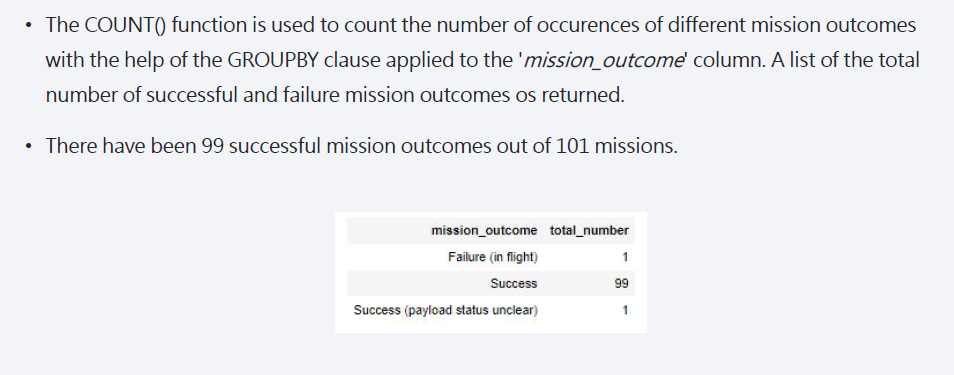 • The COUNT() function is used to count the number of occurences of different mission outcomes
with the help of the GROUPBY clause applied to the 'mission_outcome' column. A list of the total
number of successful and failure mission outcomes os returned.
• There have been 99 successful mission outcomes out of 101 missions.
mission_outcome total_number
Failure (in flight) 1
Success 99
Success (payload status unclear) 1